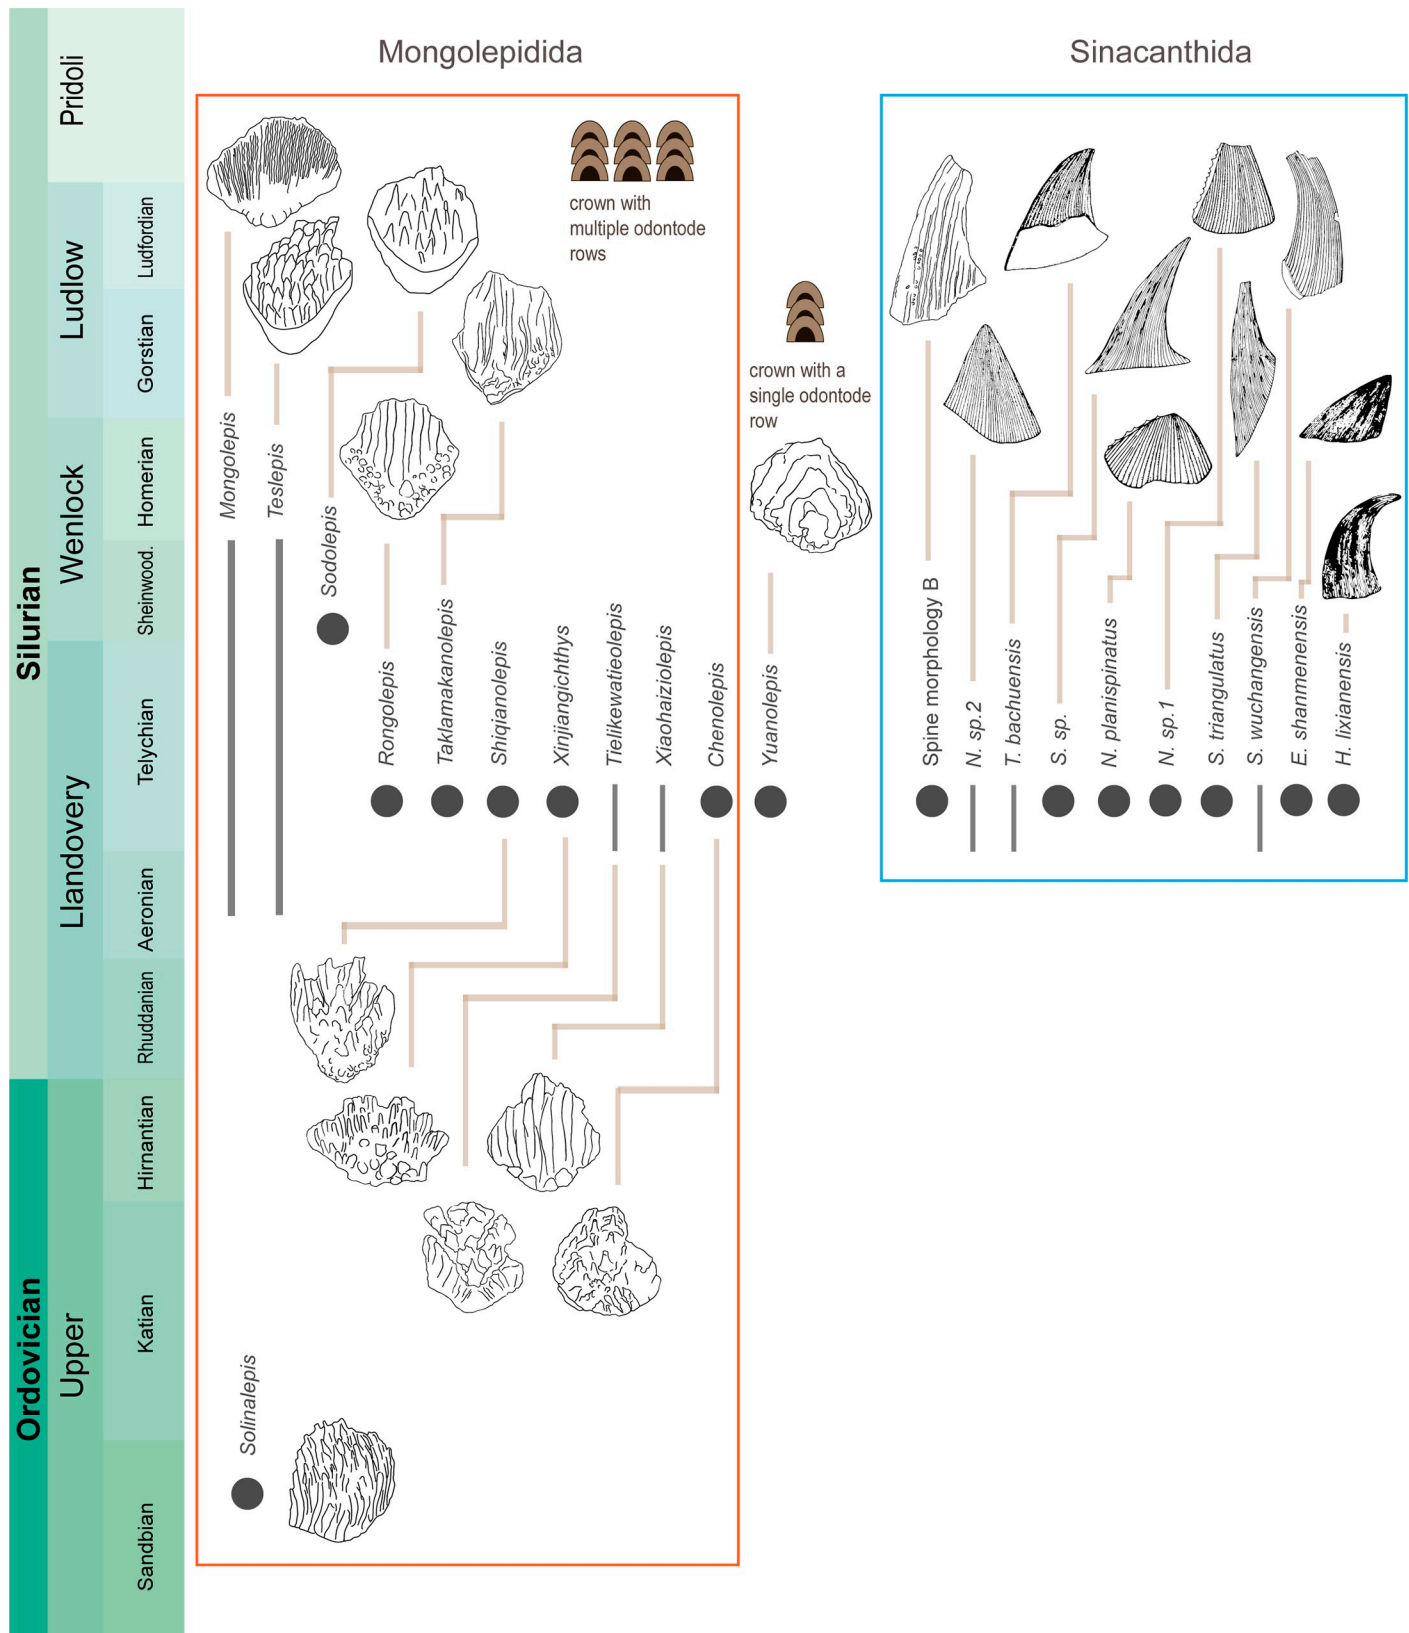 Mongolepidida
Sinacanthida
Silurian
Ordovician
Pridoli
Ludlow
Wenlock
Llandovery
Upper
Ludfordian
Gorstian
Homerian
Sheinwood.
Telychian
Aeronian
Rhuddanian
Hirnantian
Katian
Sandbian
crown with
multiple odontode
rows
crown with a
single odontode
row
Mongolepis
Teslepis
Sodolepis
Rongolepis
Taklamakanolepis
Shiqianolepis
Xinjiangichthys
Tielikewatieolepis
Xiaohaiziolepis
Chenolepis
Yuanolepis
Solinalepis
Spine morphology B
N. sp.2
T. bachuensis
S. sp.
N. planispinatus
N. sp.1
S. triangulatus
S. wuchangensis
E. shanmenensis
H. lixianensis